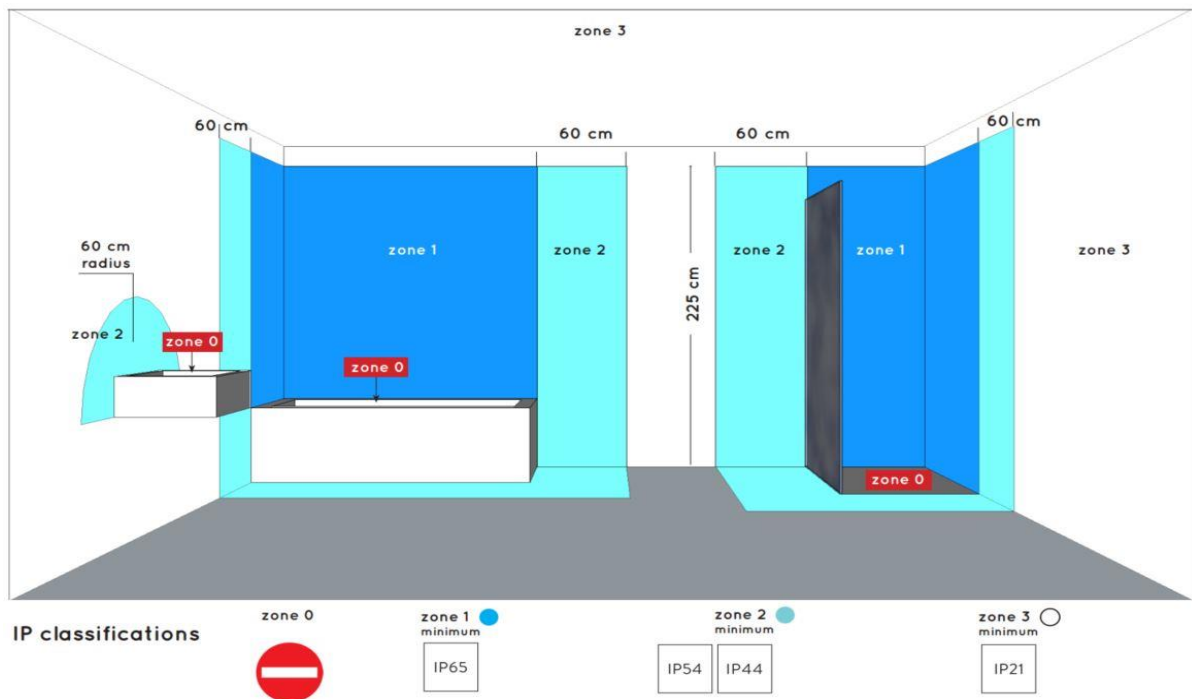 zone 3
60 cm
60 cm
60 cm
60 cm
60 cm
radius
zone 1
zone 2
zone 2
zone 1
zone 3
225 cm
zone 2
zone 0
zone 0
zone 0
IP classifications
zone 0
zone 1
minimum
IP65
zone 2
minimum
IP54
IP44
zone 3
minimum
IP21